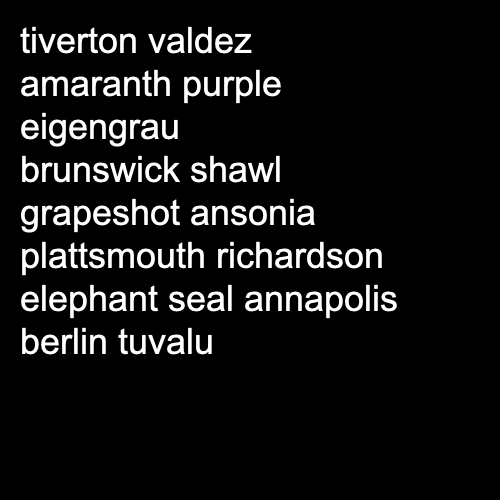 tiverton valdez
amaranth purple
eigengrau
brunswick shawl
grapeshot ansonia
plattsmouth richardson
elephant seal annapolis
berlin tuvalu